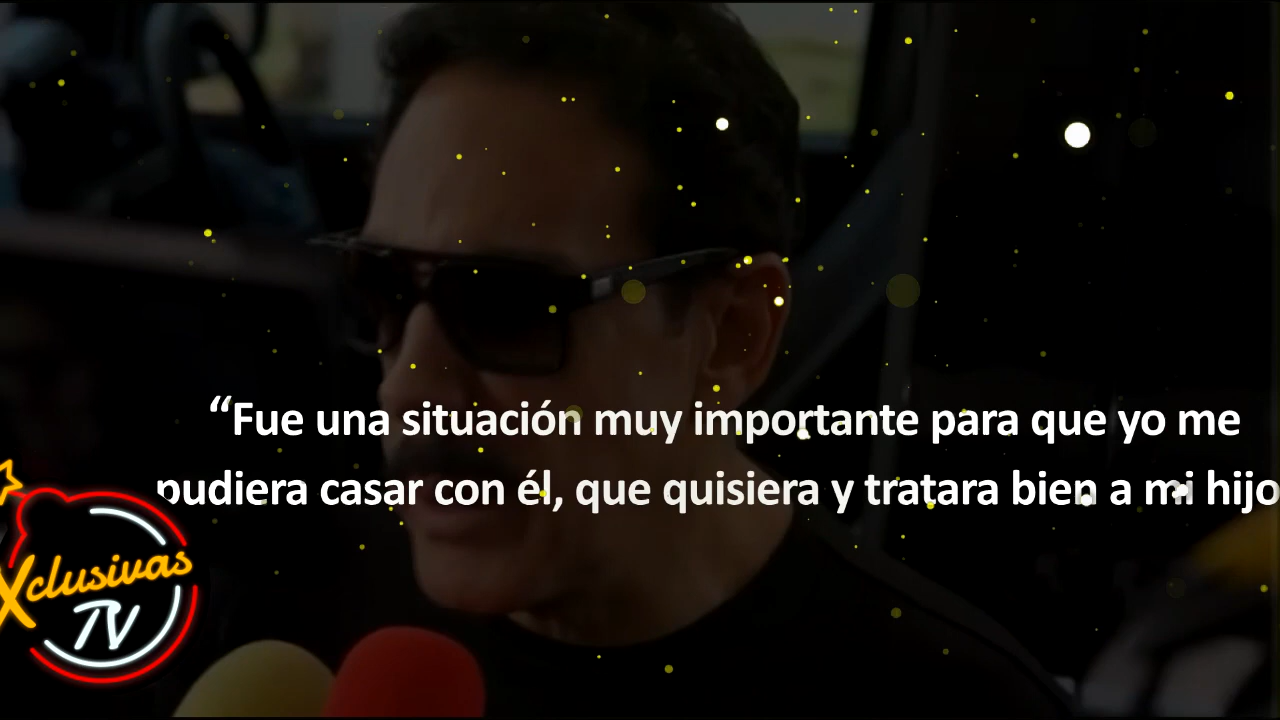 “Fue una situación muy importante para que yo me
pudiera casar con él, que quisiera y tratara bien a mi hijo
Xclusivas
TV